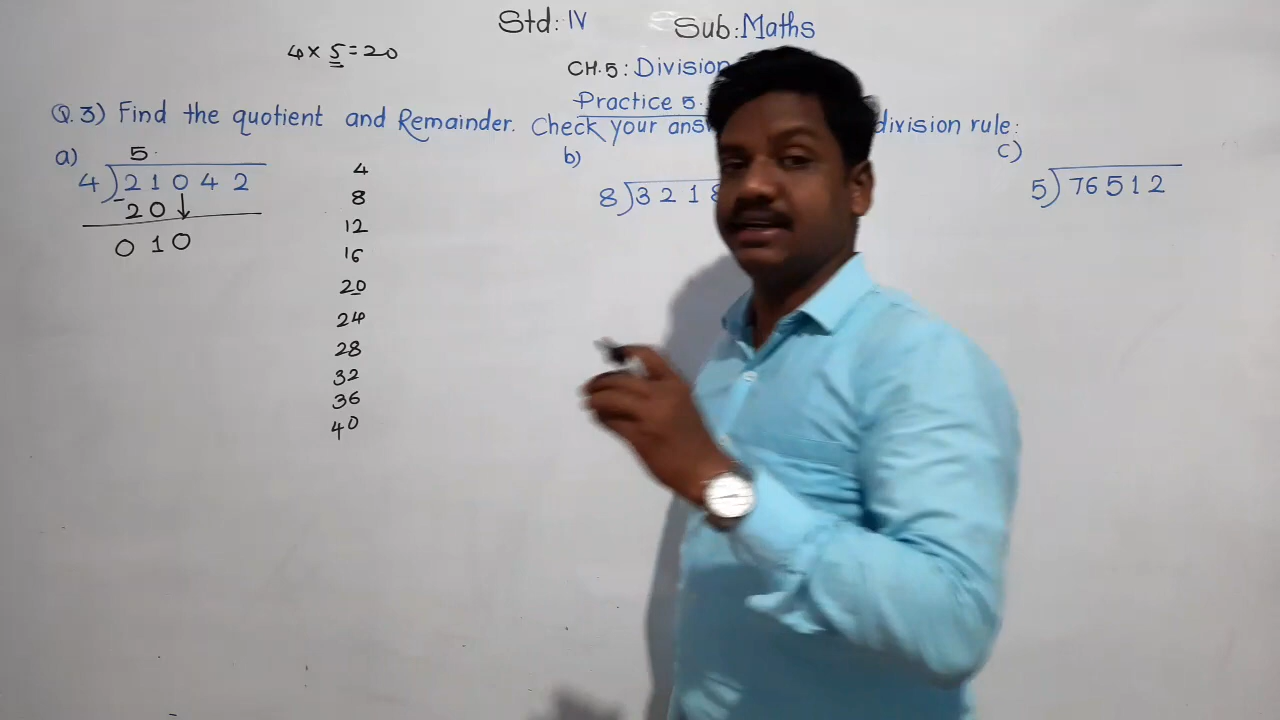 Std: IV Sub: Maths
4 × 5 = 20
CH.5: Division
Practice 5.
Q.3) Find the quotient and Remainder. Check your division rule:
a) 5
4)21042
-20↓
010
4
8
12
16
20
24
28
32
36
40
b)
8)321
c)
5)76512